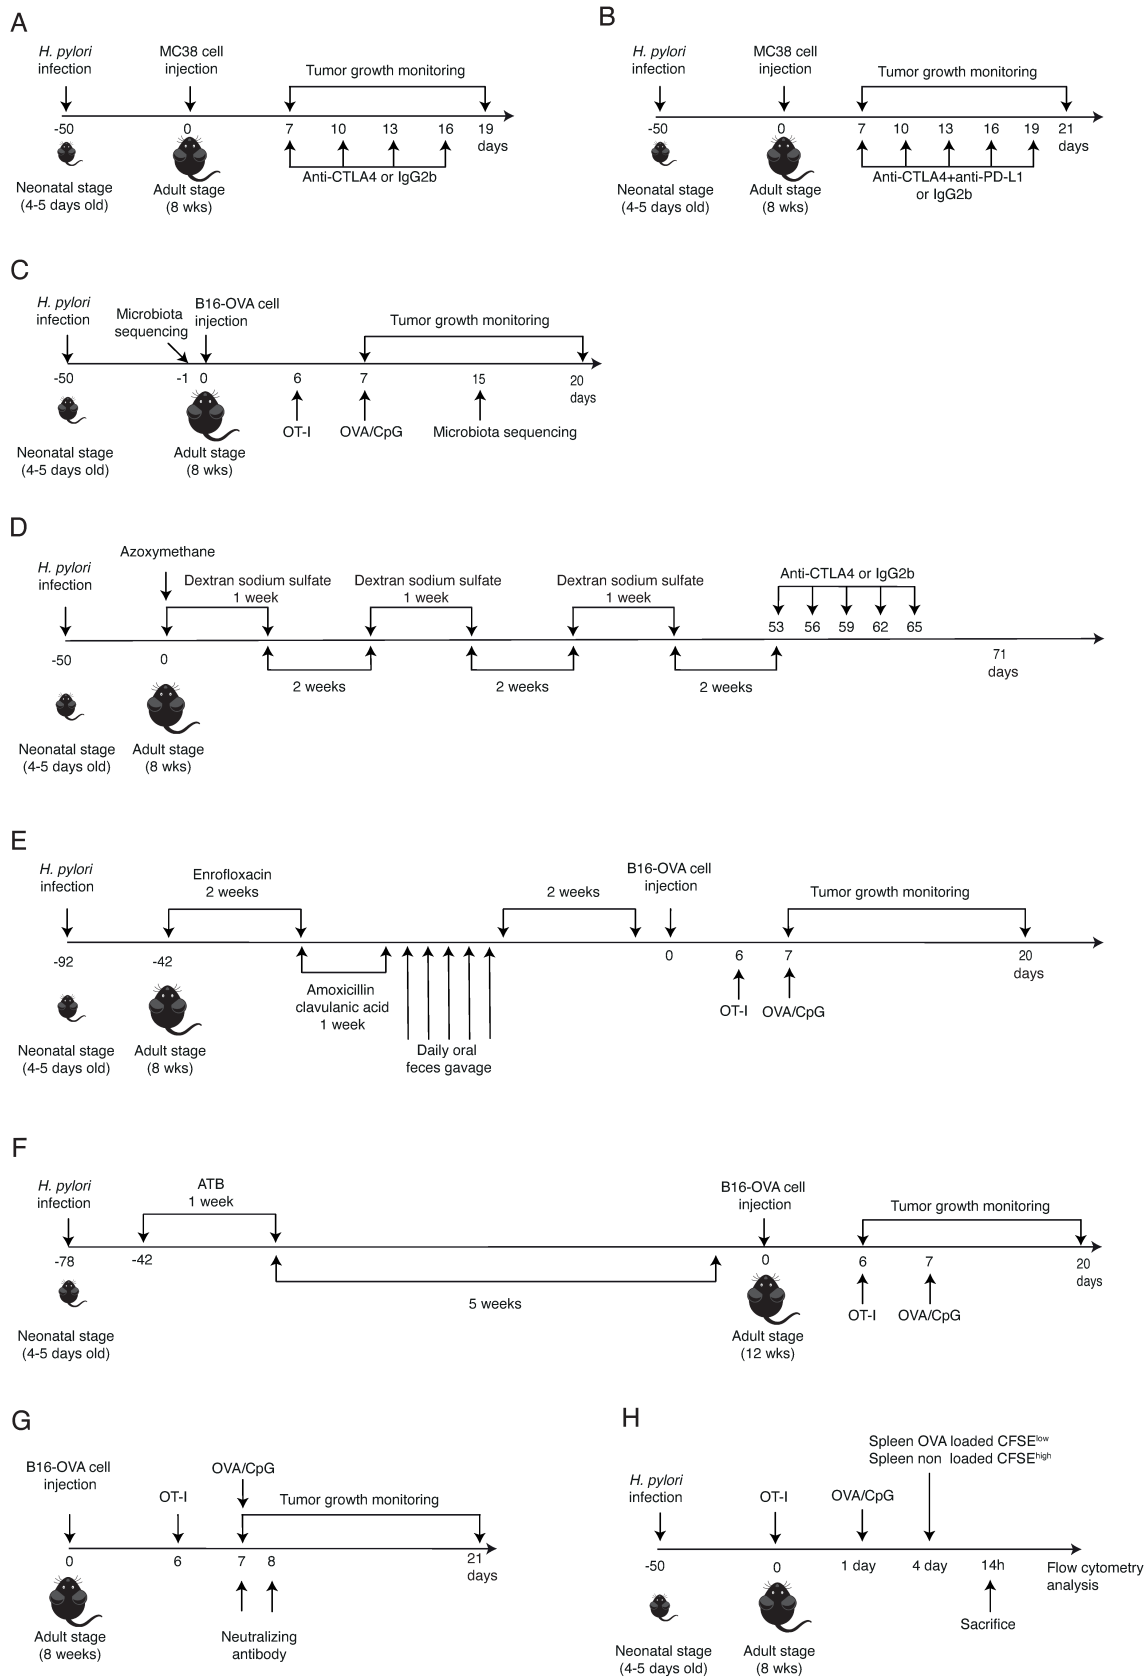 A
H. pylori
infection
MC38 cell
injection
Tumor growth monitoring
-50
0
7
10
13
16
19
days
Neonatal stage
(4-5 days old)
Adult stage
(8 wks)
Anti-CTLA4 or IgG2b
B
H. pylori
infection
MC38 cell
injection
Tumor growth monitoring
-50
0
7
10
13
16
19
21
days
Neonatal stage
(4-5 days old)
Adult stage
(8 wks)
Anti-CTLA4+anti-PD-L1
or IgG2b
C
H. pylori
infection
Microbiota
sequencing
B16-OVA cell
injection
Tumor growth monitoring
-50
-1
0
6
7
15
20
days
OT-I
OVA/CpG
Microbiota sequencing
Neonatal stage
(4-5 days old)
Adult stage
(8 wks)
D
H. pylori
infection
Azoxymethane
Dextran sodium sulfate
1 week
Dextran sodium sulfate
1 week
Dextran sodium sulfate
1 week
Anti-CTLA4 or IgG2b
53
56
59
62
65
-50
0
2 weeks
2 weeks
2 weeks
71
days
Neonatal stage
(4-5 days old)
Adult stage
(8 wks)
E
H. pylori
infection
Enrofloxacin
2 weeks
2 weeks
B16-OVA cell
injection
Tumor growth monitoring
-92
-42
0
6
7
20
days
Amoxicillin
clavulanic acid
1 week
Daily oral
feces gavage
OT-I
OVA/CpG
Neonatal stage
(4-5 days old)
Adult stage
(8 wks)
F
H. pylori
infection
ATB
1 week
B16-OVA cell
injection
Tumor growth monitoring
-78
-42
0
6
7
20
days
5 weeks
OT-I
OVA/CpG
Neonatal stage
(4-5 days old)
Adult stage
(12 wks)
G
B16-OVA cell
injection
OT-I
OVA/CpG
Tumor growth monitoring
0
6
7
8
21
days
Adult stage
(8 weeks)
Neutralizing
antibody
H
Spleen OVA loaded CFSElow
Spleen non loaded CFSEhigh
H. pylori
infection
OT-I
OVA/CpG
-50
0
1 day
4 day
14h
Flow cytometry
analysis
Sacrifice
Neonatal stage
(4-5 days old)
Adult stage
(8 wks)